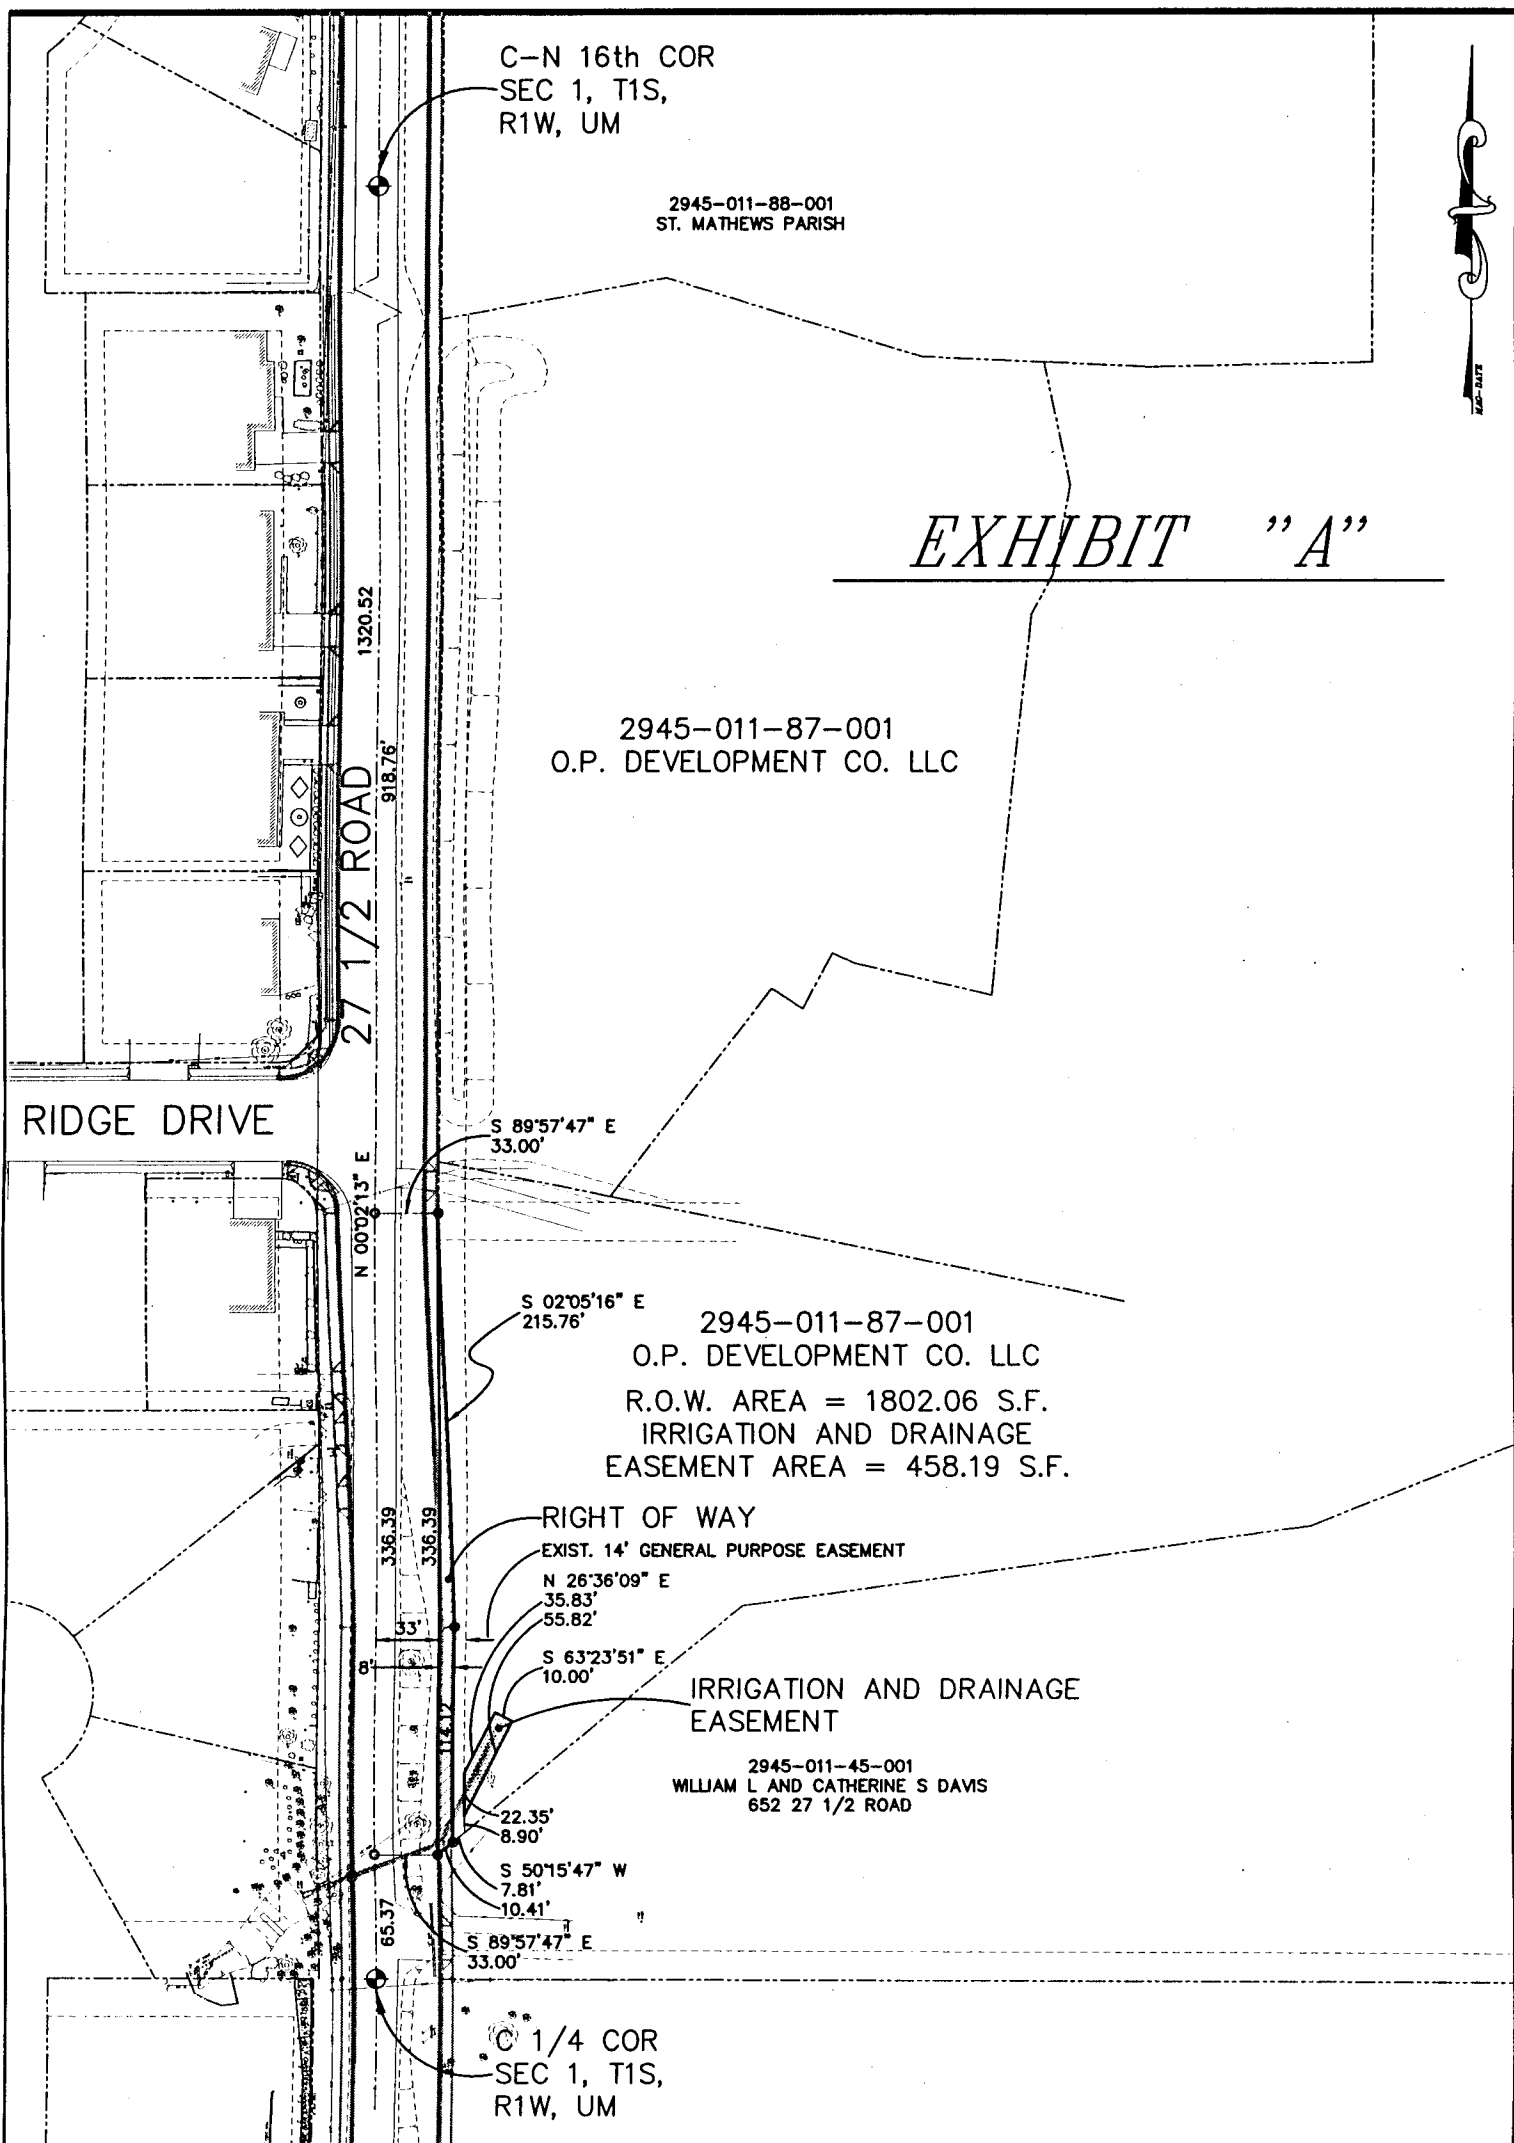 C-N 16th COR
SEC 1, T1S,
R1W, UM
2945-011-88-001
ST. MATHEWS PARISH
EXHIBIT "A"
1320.52
918.76'
27 1/2 ROAD
2945-011-87-001
O.P. DEVELOPMENT CO. LLC
RIDGE DRIVE
S 89°57'47" E
33.00'
N 00°02'13" E
S 02°05'16" E
215.76'
2945-011-87-001
O.P. DEVELOPMENT CO. LLC
R.O.W. AREA = 1802.06 S.F.
IRRIGATION AND DRAINAGE
EASEMENT AREA = 458.19 S.F.
336.39
336.39
RIGHT OF WAY
EXIST. 14' GENERAL PURPOSE EASEMENT
N 26°36'09" E
35.83'
55.82'
33'
8'
S 63°23'51" E
10.00'
114.12
IRRIGATION AND DRAINAGE
EASEMENT
2945-011-45-001
WILLIAM L AND CATHERINE S DAVIS
652 27 1/2 ROAD
22.35'
8.90'
S 50°15'47" W
7.81'
10.41'
65.37
S 89°57'47" E
33.00'
C 1/4 COR
SEC 1, T1S,
R1W, UM